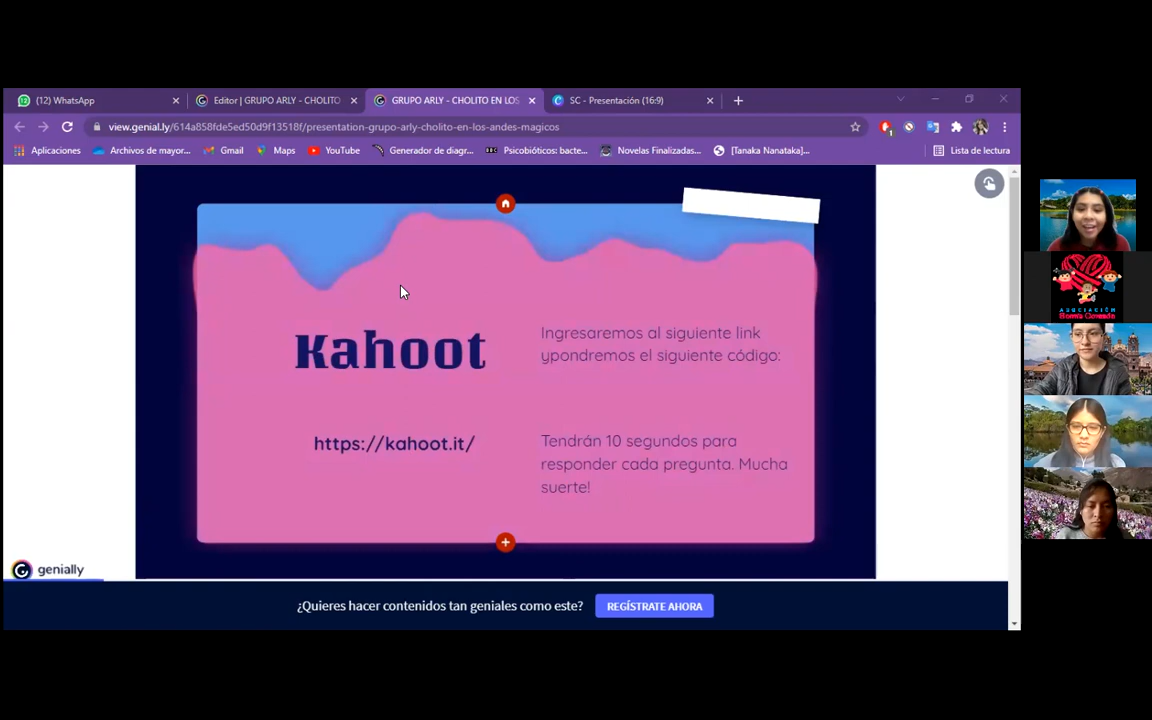 (12) WhatsApp
Editor | GRUPO ARLY - CHOLITO
GRUPO ARLY - CHOLITO EN LOS
SC - Presentación (16:9)
view.genial.ly/614a858fde5ed50d9f13518f/presentation-grupo-arly-cholito-en-los-andes-magicos
Aplicaciones
Archivos de mayor...
Gmail
Maps
YouTube
Generador de diagr...
Psicobióticos: bacte...
Novelas Finalizadas...
[Tanaka Nanataka]...
Lista de lectura
Kahoot
https://kahoot.it/
Ingresaremos al siguiente link
ypondremos el siguiente código:
Tendrán 10 segundos para
responder cada pregunta. Mucha
suerte!
genially
¿Quieres hacer contenidos tan geniales como este?
REGÍSTRATE AHORA
ASOCIACIÓN